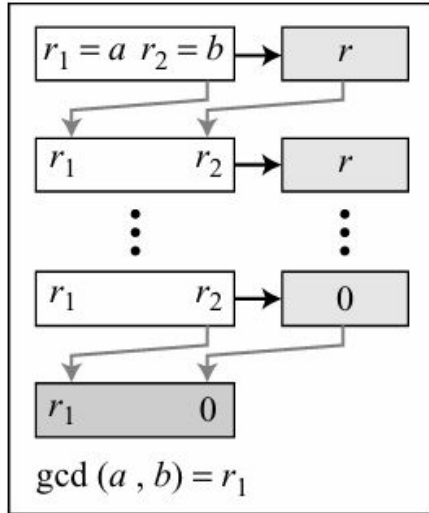 r₁ = a r₂ = b r
r₁ r₂ r
r₁ r₂ 0
r₁ 0
gcd (a , b) = r₁